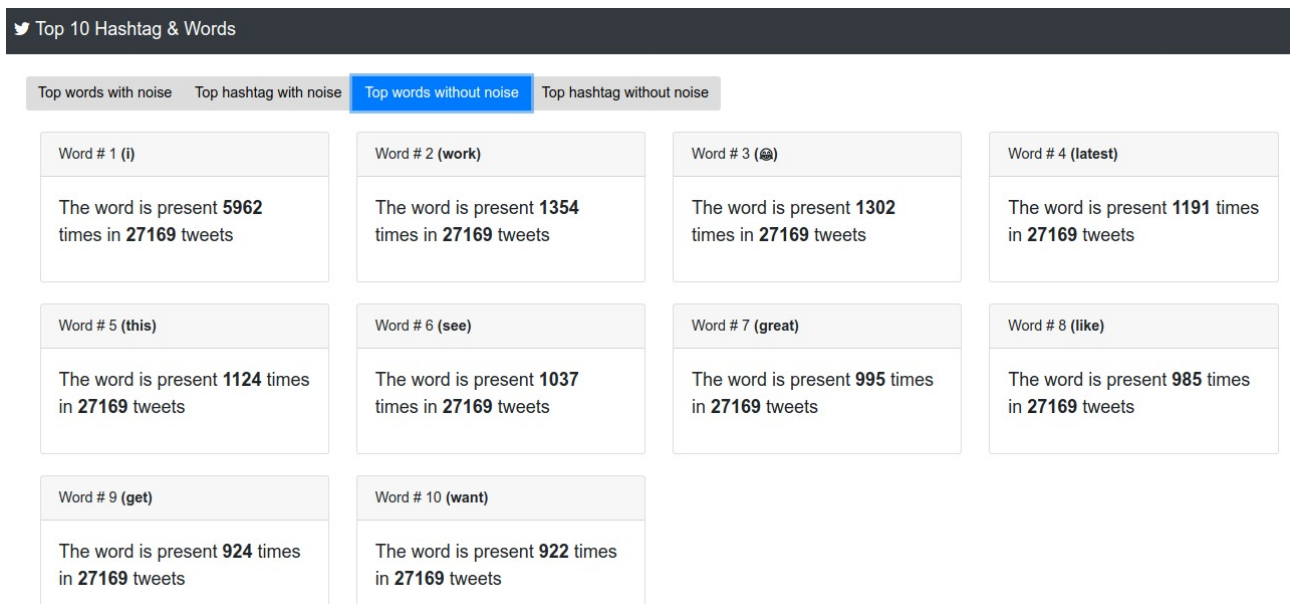 Top 10 Hashtag & Words
Top words with noise Top hashtag with noise Top words without noise Top hashtag without noise
Word # 1 (i)
The word is present 5962
times in 27169 tweets
Word # 2 (work)
The word is present 1354
times in 27169 tweets
Word # 3 (😂)
The word is present 1302
times in 27169 tweets
Word # 4 (latest)
The word is present 1191 times
in 27169 tweets
Word # 5 (this)
The word is present 1124 times
in 27169 tweets
Word # 6 (see)
The word is present 1037
times in 27169 tweets
Word # 7 (great)
The word is present 995 times
in 27169 tweets
Word # 8 (like)
The word is present 985 times
in 27169 tweets
Word # 9 (get)
The word is present 924 times
in 27169 tweets
Word # 10 (want)
The word is present 922 times
in 27169 tweets